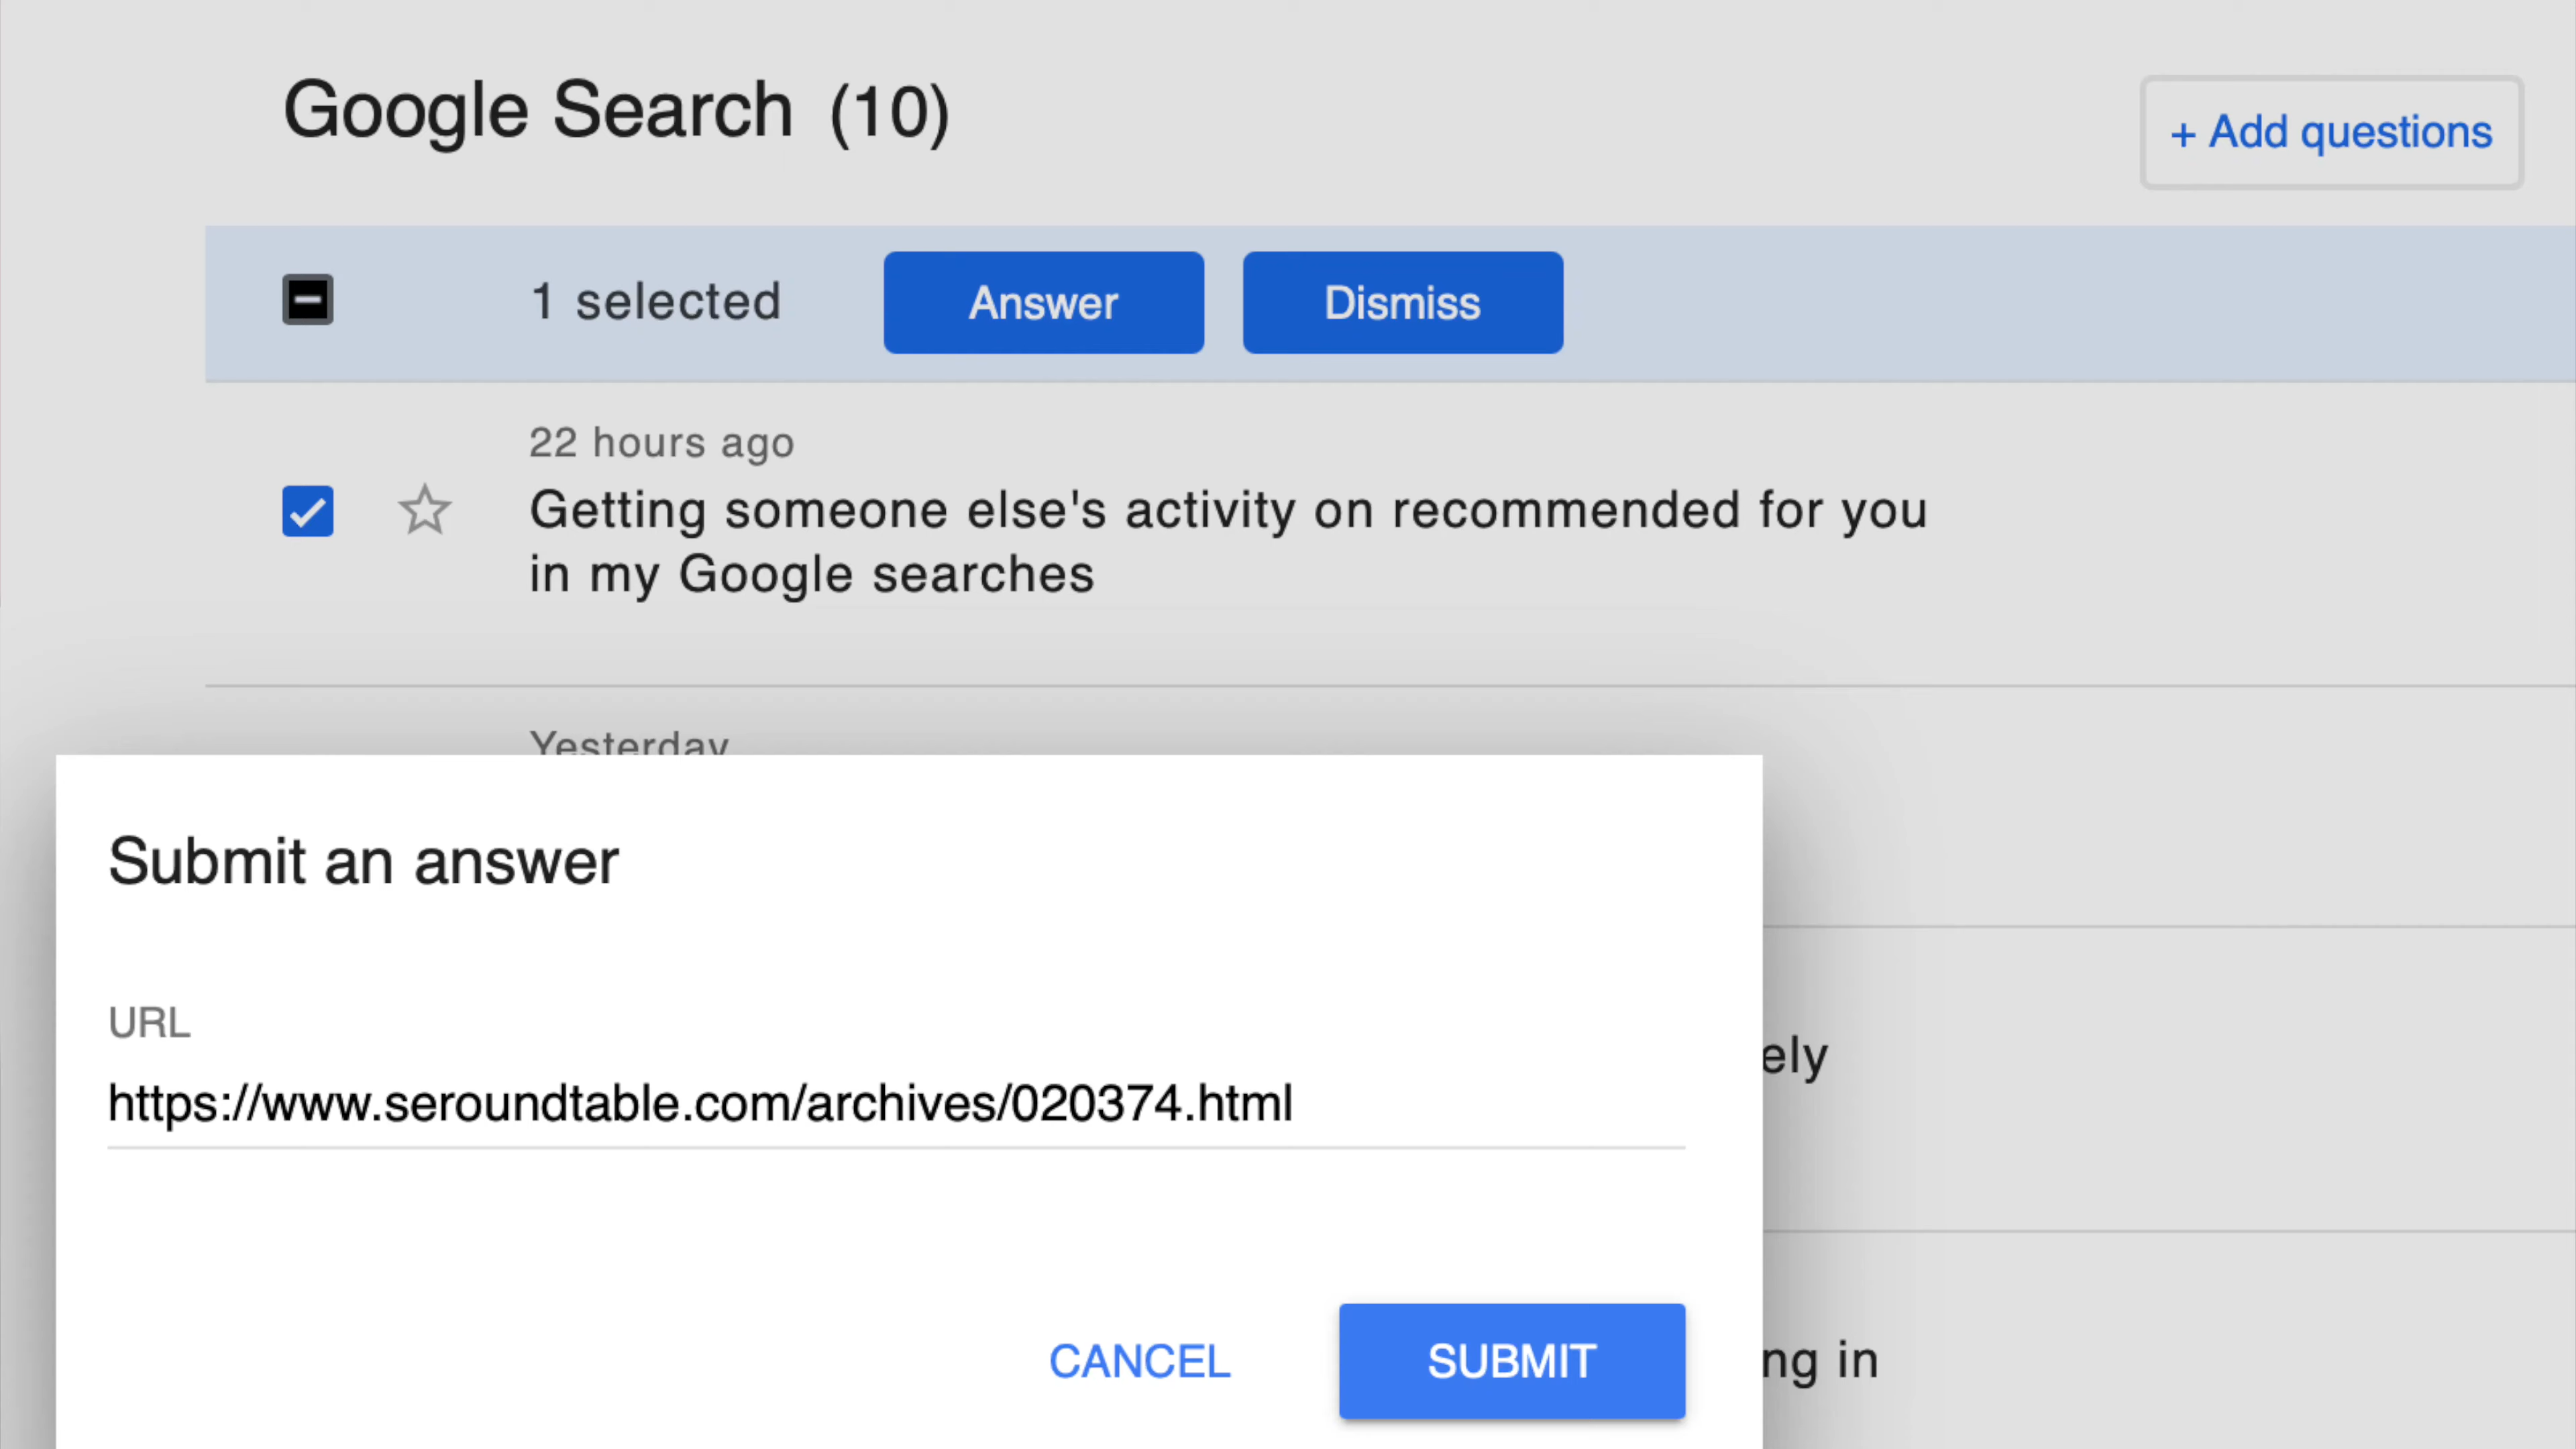 Google Search (10)
+ Add questions
1 selected
Answer
Dismiss
22 hours ago
Getting someone else's activity on recommended for you
in my Google searches
Yesterday
Submit an answer
URL
https://www.seroundtable.com/archives/020374.html
ely
CANCEL
SUBMIT
ng in